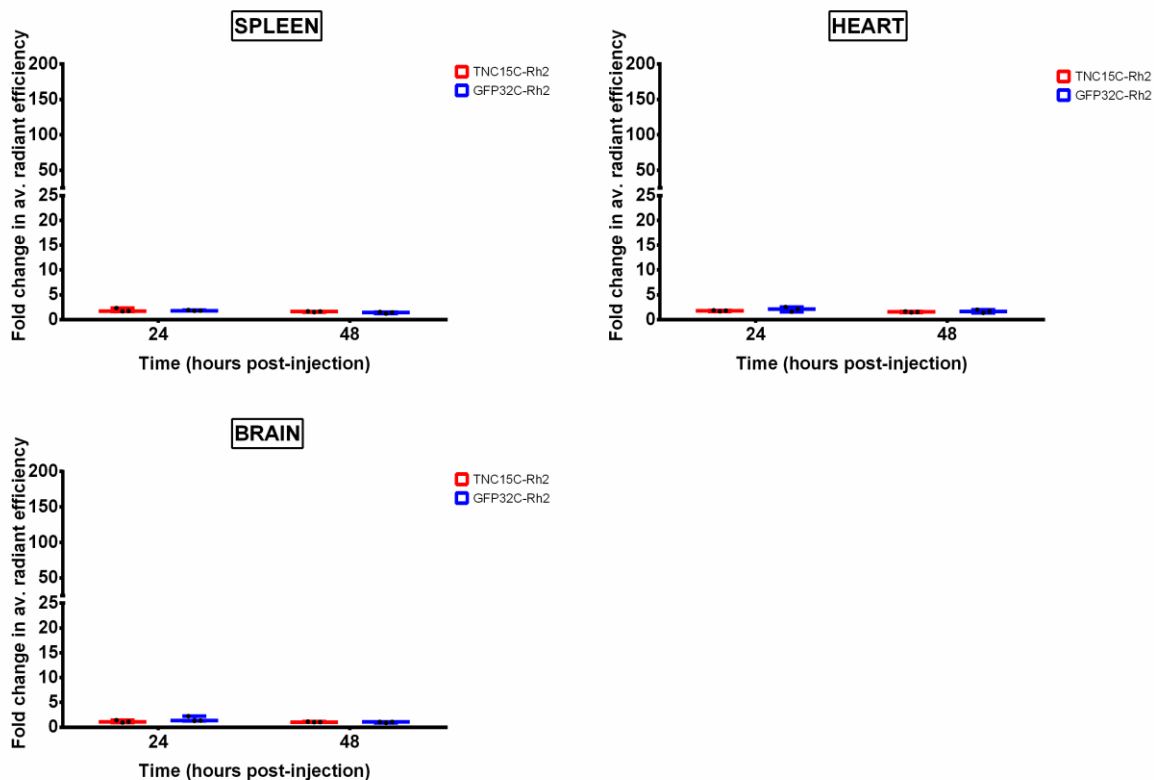 SPLEEN
Fold change in av. radiant efficiency
200
150
100
50
25
20
15
10
5
0
24
48
Time (hours post-injection)
TNC15C-Rh2
GFP32C-Rh2
HEART
Fold change in av. radiant efficiency
200
150
100
50
25
20
15
10
5
0
24
48
Time (hours post-injection)
TNC15C-Rh2
GFP32C-Rh2
BRAIN
Fold change in av. radiant efficiency
200
150
100
50
25
20
15
10
5
0
24
48
Time (hours post-injection)
TNC15C-Rh2
GFP32C-Rh2